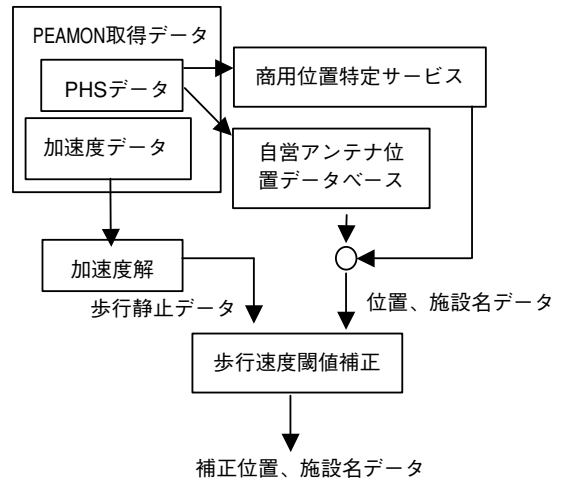 PEAMON取得データ
PHSデータ
商用位置特定サービス
加速度データ
自営アンテナ位
置データベース
加速度解
歩行静止データ
位置、施設名データ
歩行速度閾値補正
補正位置、施設名データ